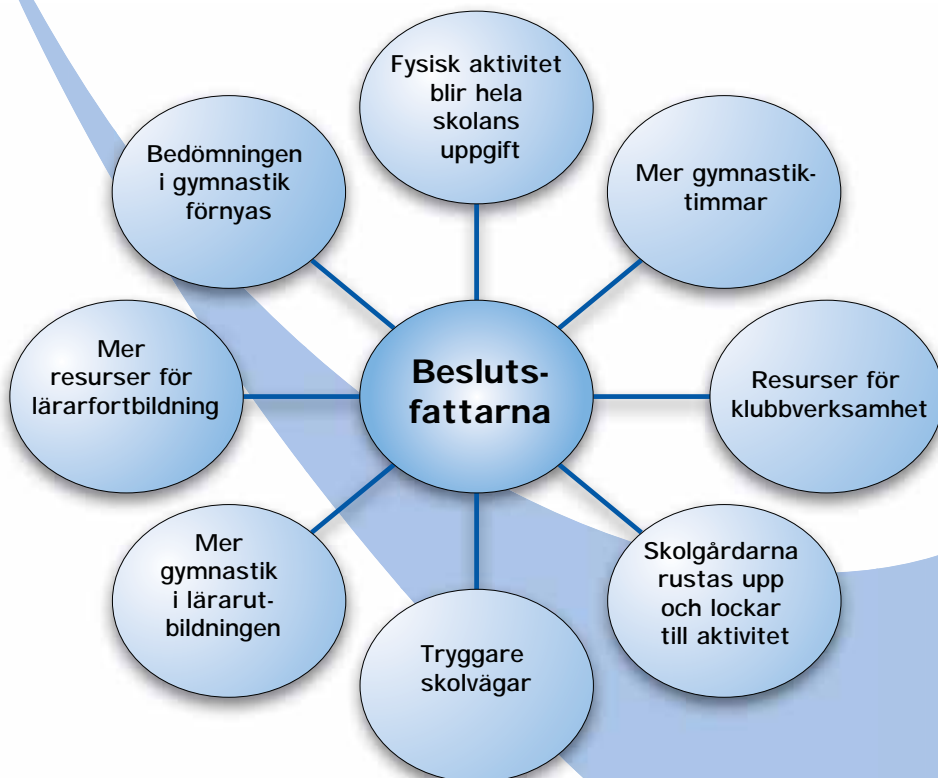 Fysisk aktivitet
blir hela
skolans
uppgift
Mer gymnastik-
timmar
Resurser för
klubbverksamhet
Skolgårdarna
rustas upp
och lockar
till aktivitet
Tryggare
skolvägar
Mer
gymnastik
i lärarut-
bildningen
Mer
resurser för
lärarfortbildning
Bedömningen
i gymnastik
förnyas
Besluts-
fattarna